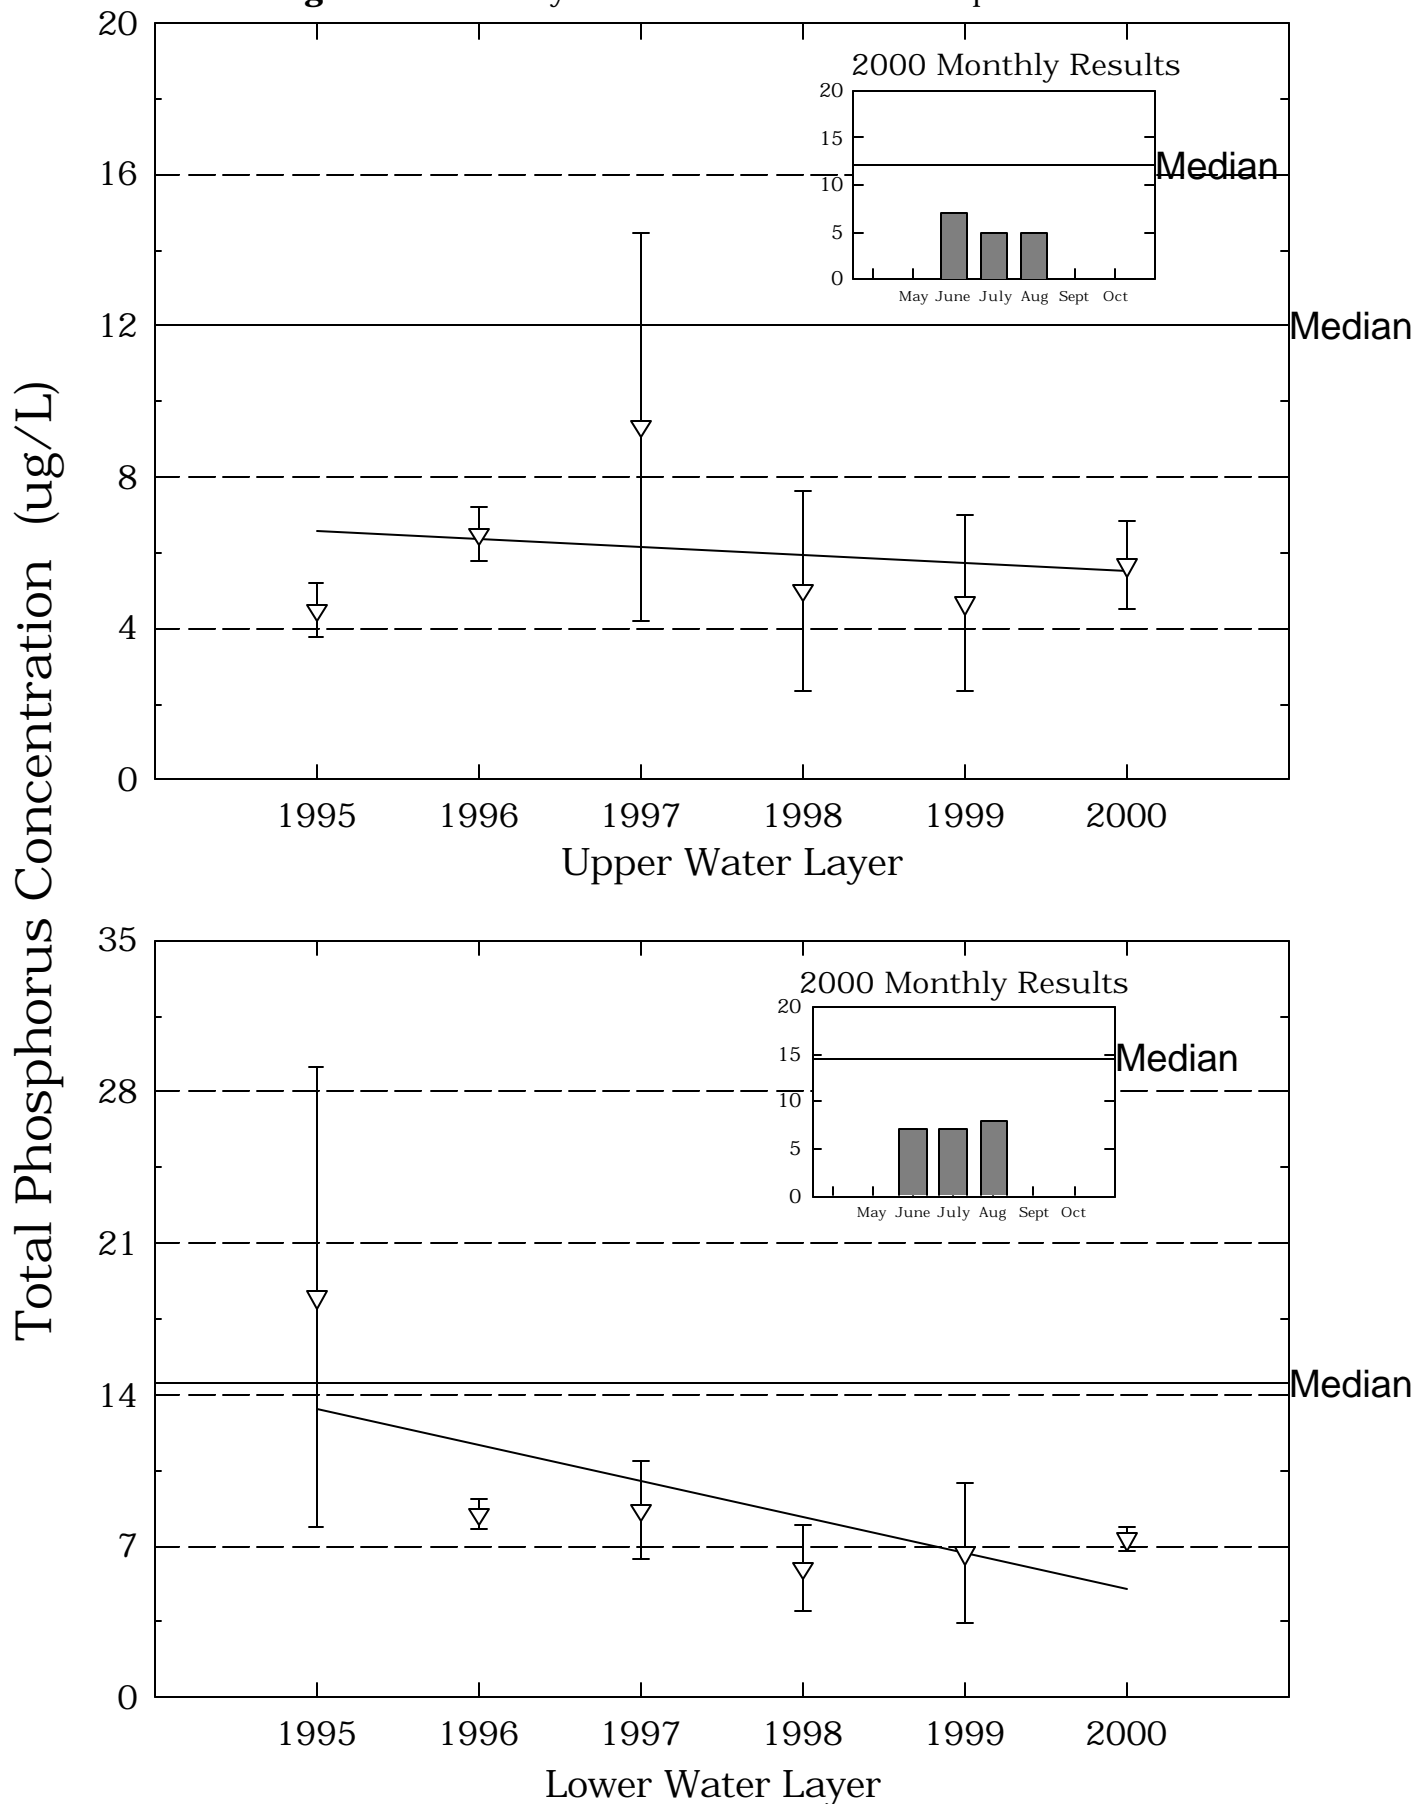 20
2000 Monthly Results
20
15
Median
10
5
0
May June July Aug Sept Oct
16
12
Median
8
4
0
1995 1996 1997 1998 1999 2000
Upper Water Layer
Total Phosphorus Concentration (ug/L)
35
2000 Monthly Results
20
15
Median
10
5
0
May June July Aug Sept Oct
28
21
14
Median
7
0
1995 1996 1997 1998 1999 2000
Lower Water Layer